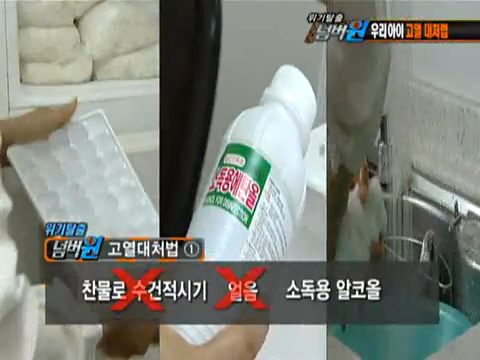 위기탈출
넘버원 우리아이 고열 대처법
소독용에탄올
FOR DISINFECTION
위기탈출
넘버원 고열대처법 ①
찬물로 수건적시기 얼음 소독용 알코올